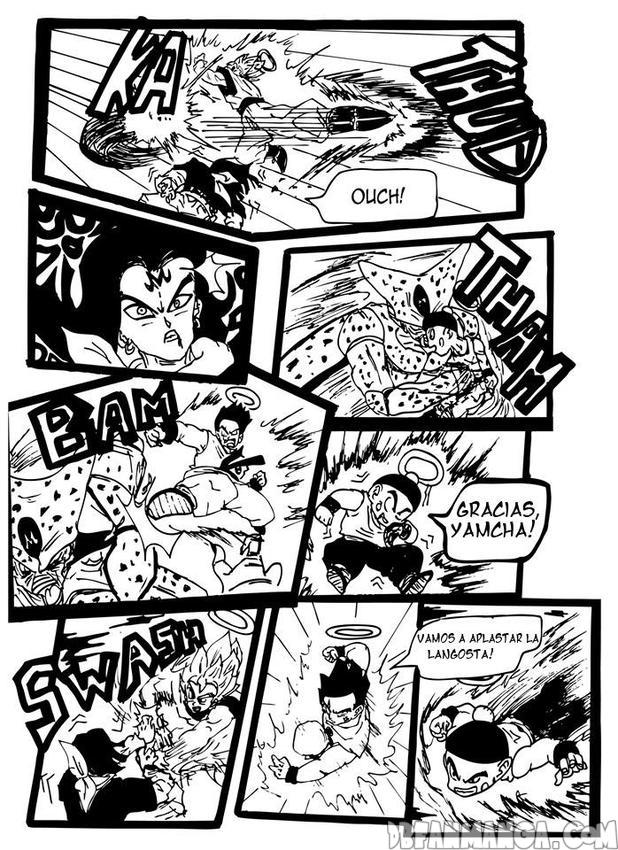 KA
THUD
OUCH!
M
THAM
BAM
GRACIAS,
YAMCHA!
SWASH
VAMOS A APLASTAR LA
LANGOSTA!
DBFANMANGA.COM